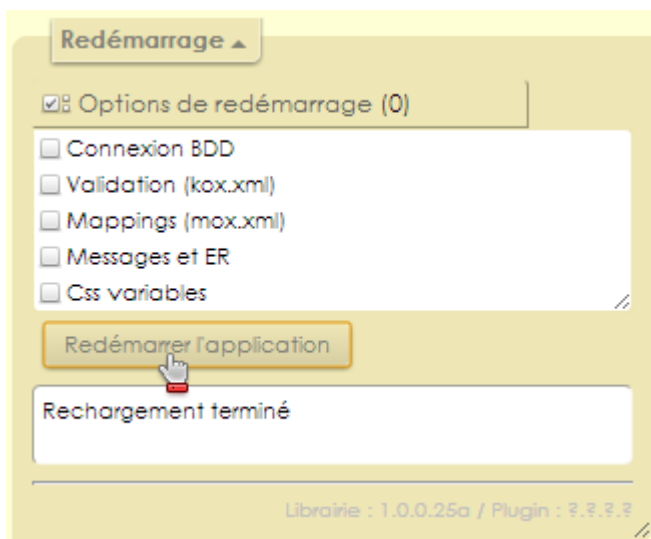 Redémarrage
Options de redémarrage (0)
Connexion BDD
Validation (kox.xml)
Mappings (mox.xml)
Messages et ER
Css variables
Redémarrer l'application
Rechargement terminé
Librairie : 1.0.0.25a / Plugin : ?.?.?.?